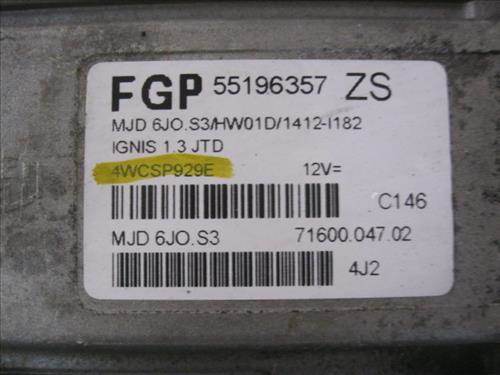 FGP 55196357 ZS
MJD 6JO.S3/HW01D/1412-I182
IGNIS 1.3 JTD
4WCSP929E 12V=
C146
MJD 6JO.S3 71600.047.02
4J2